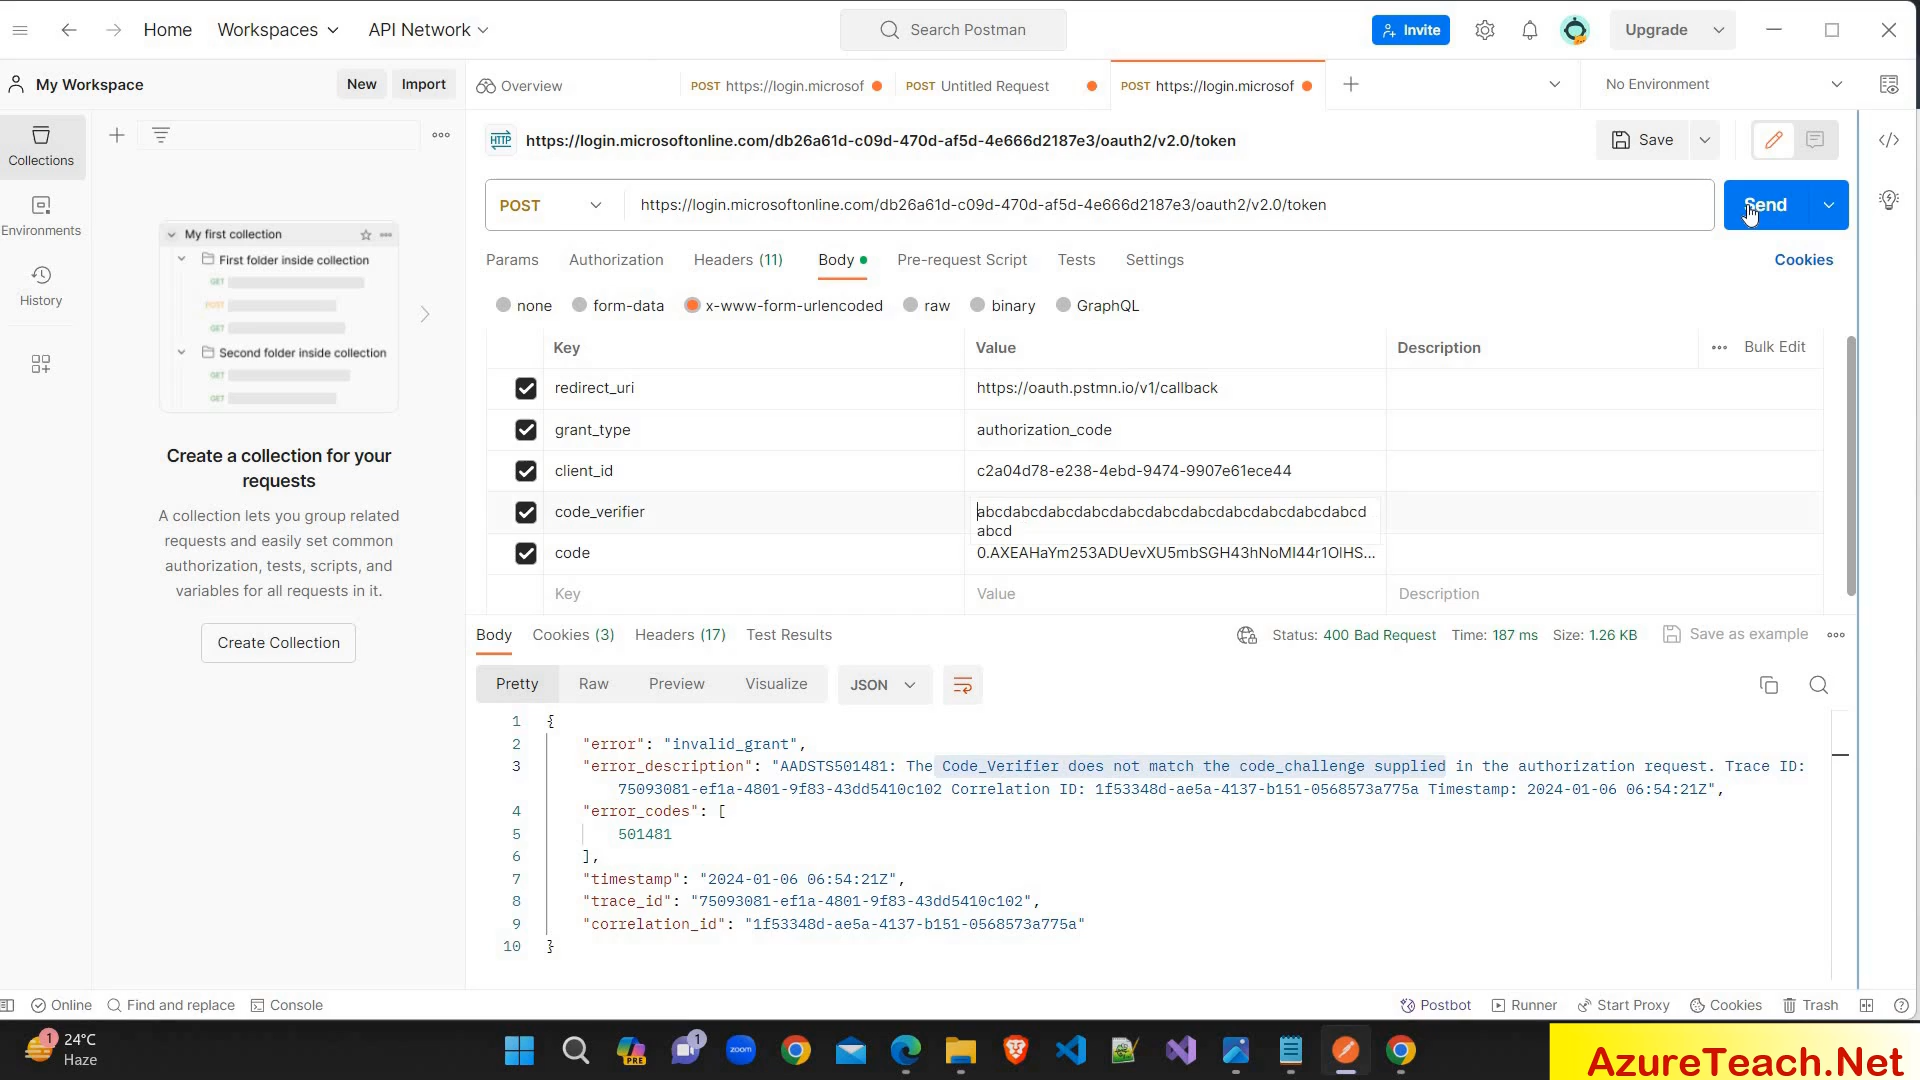 Home
Workspaces
API Network
Search Postman
Invite
Upgrade
My Workspace
New
Import
Overview
POST https://login.microsof
POST Untitled Request
POST https://login.microsof
No Environment
Collections
Environments
History
My first collection
First folder inside collection
GET
POST
GET
Second folder inside collection
GET
GET
Create a collection for your
requests
A collection lets you group related
requests and easily set common
authorization, tests, scripts, and
variables for all requests in it.
Create Collection
HTTP
https://login.microsoftonline.com/db26a61d-c09d-470d-af5d-4e666d2187e3/oauth2/v2.0/token
Save
POST
https://login.microsoftonline.com/db26a61d-c09d-470d-af5d-4e666d2187e3/oauth2/v2.0/token
Send
Params
Authorization
Headers (11)
Body
Pre-request Script
Tests
Settings
Cookies
none
form-data
x-www-form-urlencoded
raw
binary
GraphQL
Key
Value
Description
Bulk Edit
redirect_uri
https://oauth.pstmn.io/v1/callback
grant_type
authorization_code
client_id
c2a04d78-e238-4ebd-9474-9907e61ece44
code_verifier
abcdabcdabcdabcdabcdabcdabcdabcdabcdabcdabcd
abcd
code
0.AXEAHaYm253ADUevXU5mbSGH43hNoMI44r1OlHS...
Key
Value
Description
Body
Cookies (3)
Headers (17)
Test Results
Status: 400 Bad Request
Time: 187 ms
Size: 1.26 KB
Save as example
Pretty
Raw
Preview
Visualize
JSON
1 {
2 "error": "invalid_grant",
3 "error_description": "AADSTS501481: The Code_Verifier does not match the code_challenge supplied in the authorization request. Trace ID:
75093081-ef1a-4801-9f83-43dd5410c102 Correlation ID: 1f53348d-ae5a-4137-b151-0568573a775a Timestamp: 2024-01-06 06:54:21Z",
4 "error_codes": [
5 501481
6 ],
7 "timestamp": "2024-01-06 06:54:21Z",
8 "trace_id": "75093081-ef1a-4801-9f83-43dd5410c102",
9 "correlation_id": "1f53348d-ae5a-4137-b151-0568573a775a"
10 }
Online
Find and replace
Console
Postbot
Runner
Start Proxy
Cookies
Trash
1
24°C
Haze
PRE
1
zoom
AzureTeach.Net